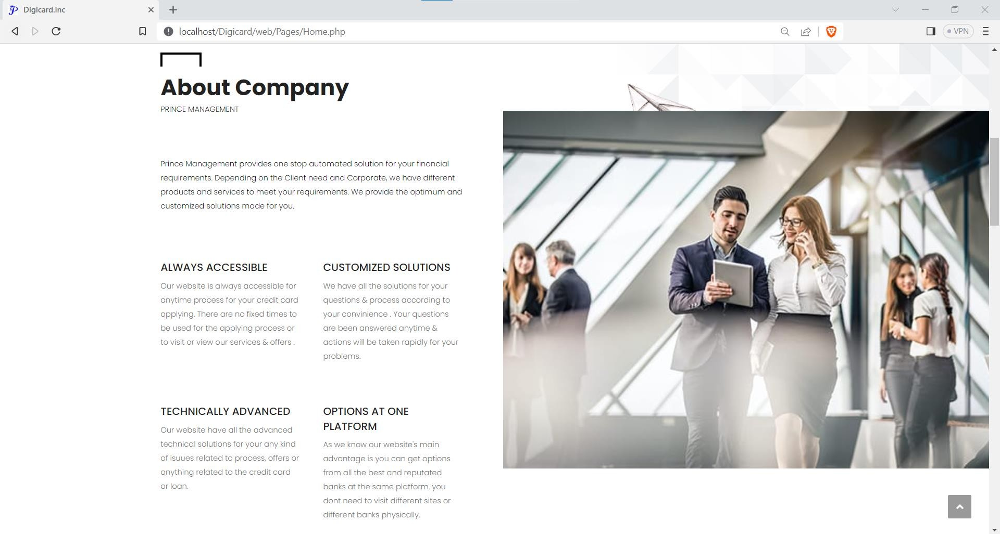 Digicard.inc
localhost/Digicard/web/Pages/Home.php
VPN
About Company
PRINCE MANAGEMENT
Prince Management provides one stop automated solution for your financial
requirements. Depending on the Client need and Corporate, we have different
products and services to meet your requirements. We provide the optimum and
customized solutions made for you.
ALWAYS ACCESSIBLE
Our website is always accessible for
anytime process for your credit card
applying. There are no fixed times to
be used for the applying process or
to visit or view our services & offers .
CUSTOMIZED SOLUTIONS
We have all the solutions for your
questions & process according to
your convinience . Your questions
are been answered anytime &
actions will be taken rapidly for your
problems.
TECHNICALLY ADVANCED
Our website have all the advanced
technical solutions for your any kind
of isuues related to process, offers or
anything related to the credit card
or loan.
OPTIONS AT ONE
PLATFORM
As we know our website's main
advantage is you can get options
from all the best and reputated
banks at the same platform. you
dont need to visit different sites or
different banks physically.